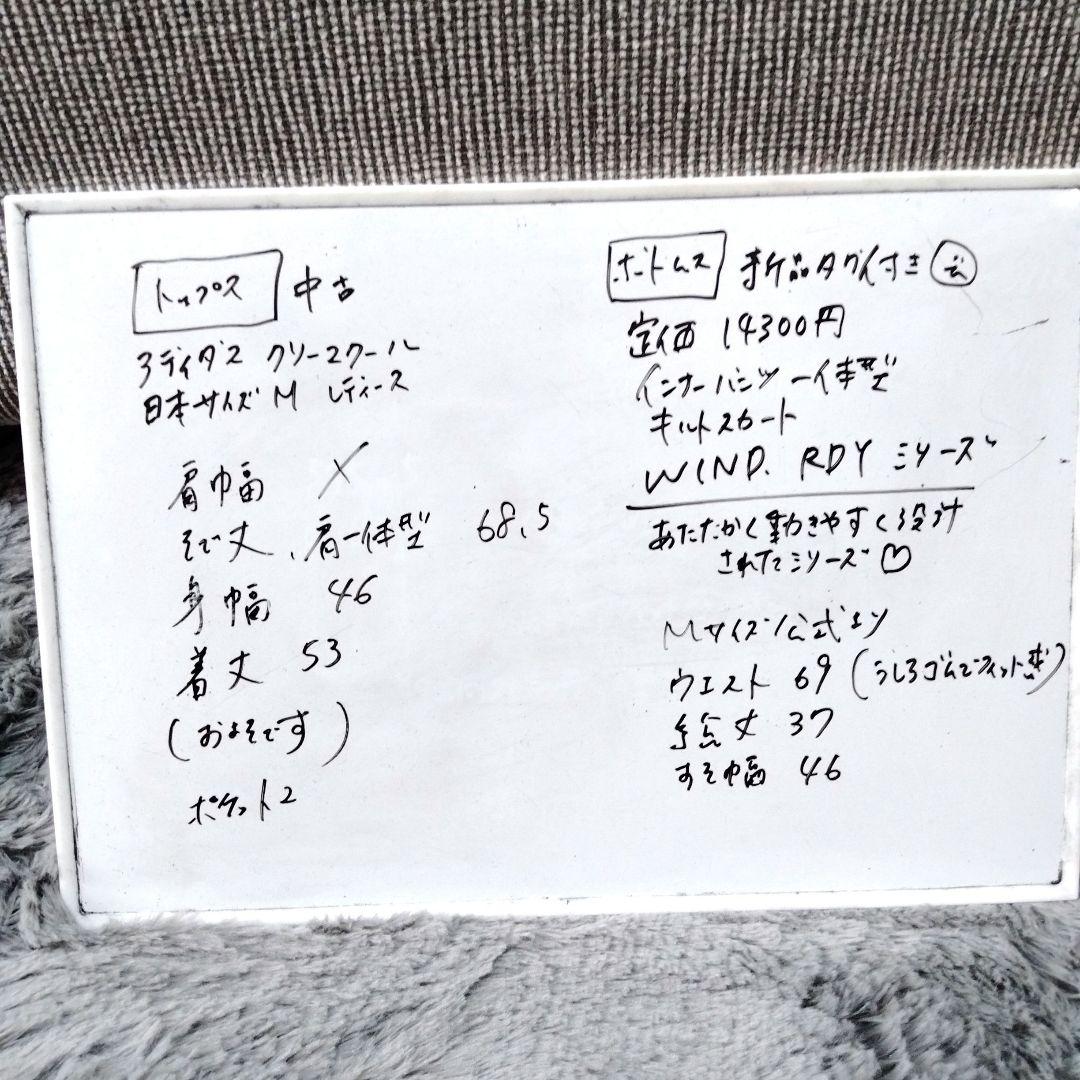 トップス 中古
アディダス クリースクール
日本サイズ M レディース
肩幅 ×
そで丈、肩一体型 68.5
身幅 46
着丈 53
(およそです)
ポケット2
ボトムス 新品タグ付き
定価 14300円
インナーパンツ一体型
キルトスカート
WIND. RDY シリーズ
あたたかく動きやすく設計
されたシリーズ♡
Mサイズ公式より
ウエスト 69 (うしろゴムでフィット感)
総丈 37
すそ幅 46